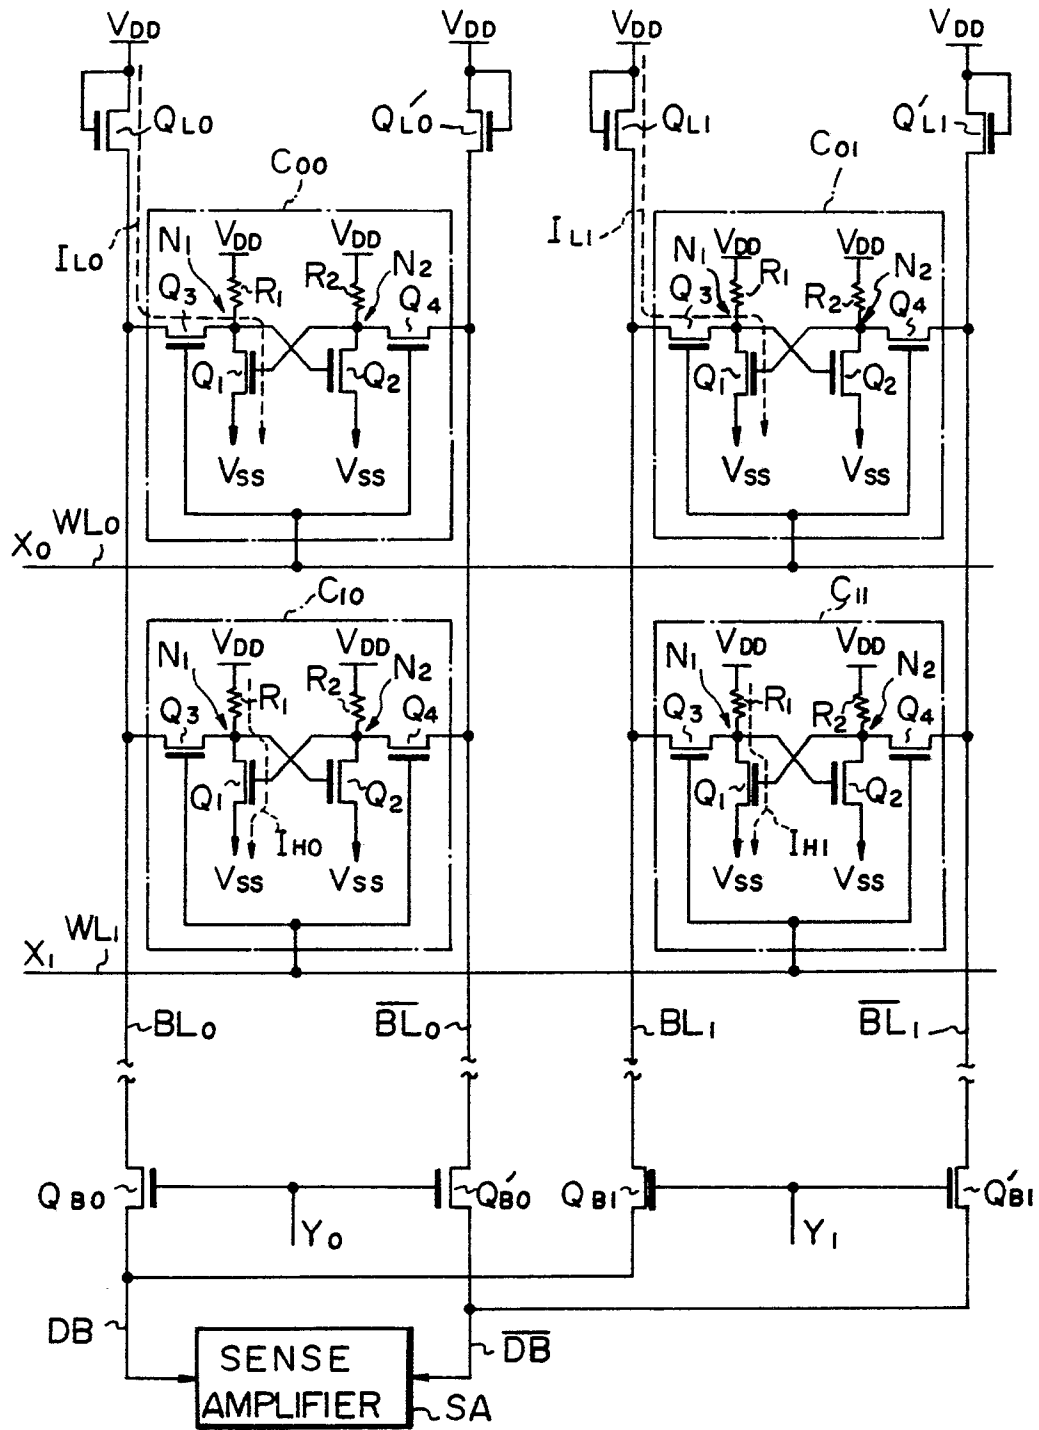 VDD VDD VDD VDD
QL0 Q'L0 QL1 Q'L1
C00 C01
IL0 IL1
N1 VDD VDD N2 N1 VDD VDD N2
Q3 R1 R2 Q4 Q3 R1 R2 Q4
Q1 Q2 Q1 Q2
VSS VSS VSS VSS
X0 WL0
C10 C11
N1 VDD VDD N2 N1 VDD VDD N2
Q3 R1 R2 Q4 Q3 R1 R2 Q4
Q1 Q2 Q1 Q2
IH0 IH1
VSS VSS VSS VSS
X1 WL1
BL0 B̅L̅0 BL1 B̅L̅1
QB0 Q'B0 QB1 Q'B1
Y0 Y1
DB D̅B̅
SENSE
AMPLIFIER SA